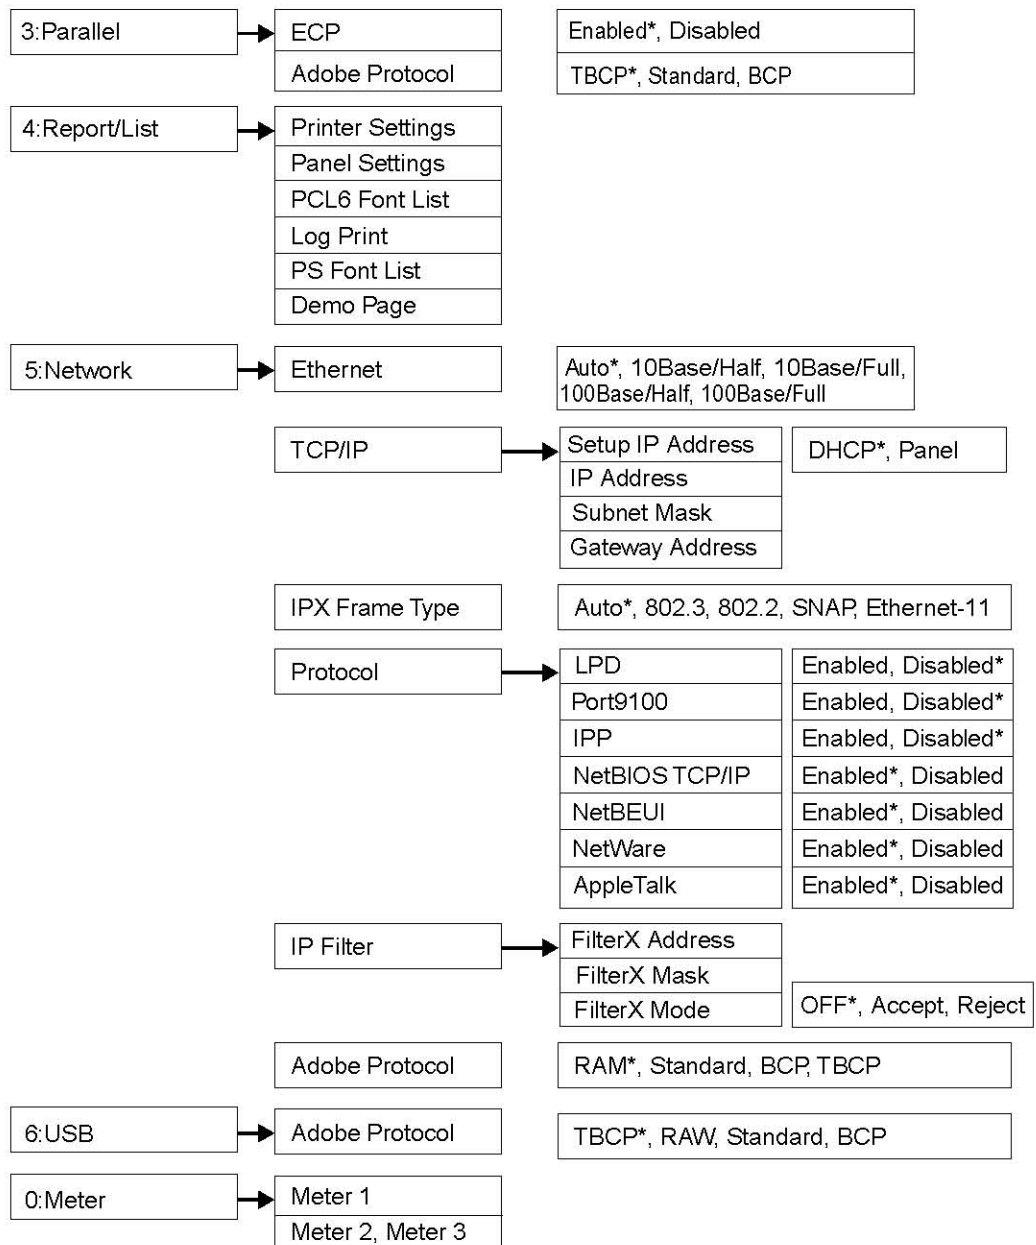 3:Parallel
ECP
Enabled*, Disabled
Adobe Protocol
TBCP*, Standard, BCP
4:Report/List
Printer Settings
Panel Settings
PCL6 Font List
Log Print
PS Font List
Demo Page
5:Network
Ethernet
Auto*, 10Base/Half, 10Base/Full,
100Base/Half, 100Base/Full
TCP/IP
Setup IP Address
DHCP*, Panel
IP Address
Subnet Mask
Gateway Address
IPX Frame Type
Auto*, 802.3, 802.2, SNAP, Ethernet-11
Protocol
LPD
Enabled, Disabled*
Port9100
Enabled, Disabled*
IPP
Enabled, Disabled*
NetBIOS TCP/IP
Enabled*, Disabled
NetBEUI
Enabled*, Disabled
NetWare
Enabled*, Disabled
AppleTalk
Enabled*, Disabled
IP Filter
FilterX Address
FilterX Mask
FilterX Mode
OFF*, Accept, Reject
Adobe Protocol
RAM*, Standard, BCP, TBCP
6:USB
Adobe Protocol
TBCP*, RAW, Standard, BCP
0:Meter
Meter 1
Meter 2, Meter 3